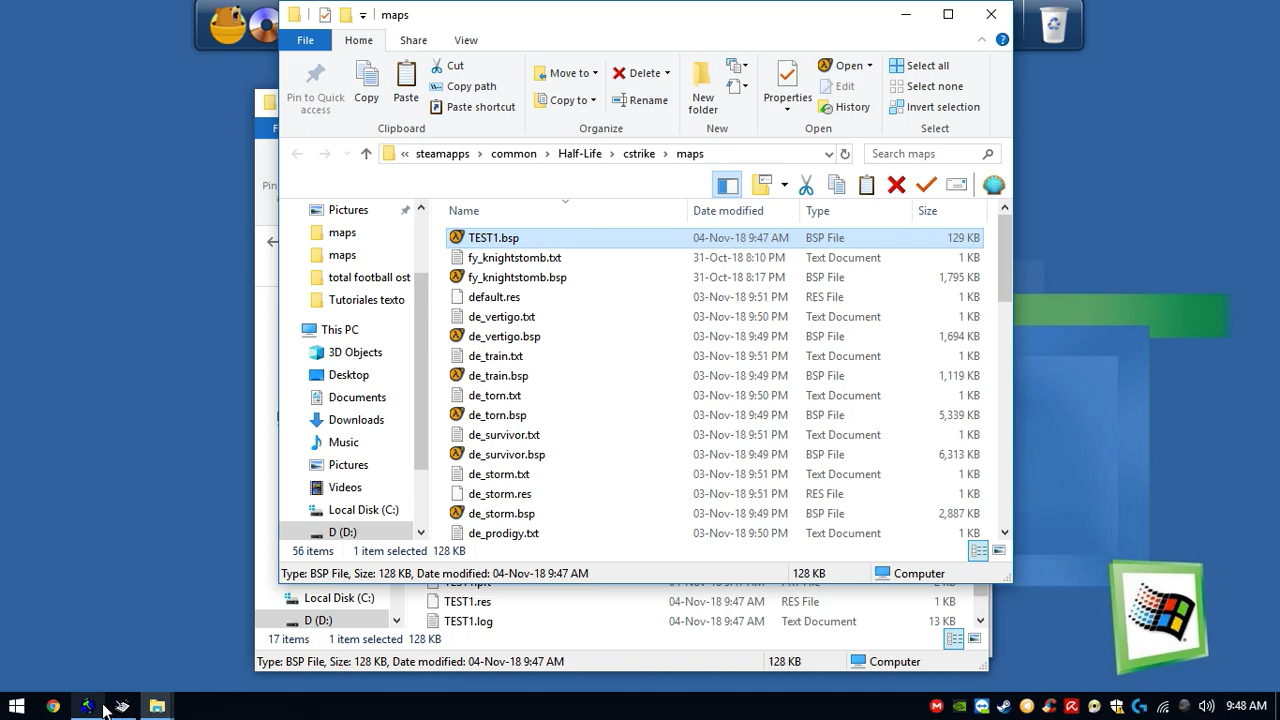 maps
File Home Share View
Pin to Quick access
Copy
Paste
Cut
Copy path
Paste shortcut
Clipboard
Move to
Copy to
Delete
Rename
Organize
New folder
New
Properties
Open
Edit
History
Open
Select all
Select none
Invert selection
Select
« steamapps > common > Half-Life > cstrike > maps
Search maps
Name Date modified Type Size
Pictures
maps
maps
total football ost
Tutoriales texto
This PC
3D Objects
Desktop
Documents
Downloads
Music
Pictures
Videos
Local Disk (C:)
D (D:)
TEST1.bsp 04-Nov-18 9:47 AM BSP File 129 KB
fy_knightstomb.txt 31-Oct-18 8:10 PM Text Document 1 KB
fy_knightstomb.bsp 31-Oct-18 8:17 PM BSP File 1,795 KB
default.res 03-Nov-18 9:51 PM RES File 1 KB
de_vertigo.txt 03-Nov-18 9:50 PM Text Document 1 KB
de_vertigo.bsp 03-Nov-18 9:49 PM BSP File 1,694 KB
de_train.txt 03-Nov-18 9:51 PM Text Document 1 KB
de_train.bsp 03-Nov-18 9:49 PM BSP File 1,119 KB
de_torn.txt 03-Nov-18 9:50 PM Text Document 1 KB
de_torn.bsp 03-Nov-18 9:49 PM BSP File 5,339 KB
de_survivor.txt 03-Nov-18 9:51 PM Text Document 1 KB
de_survivor.bsp 03-Nov-18 9:49 PM BSP File 6,313 KB
de_storm.txt 03-Nov-18 9:51 PM Text Document 1 KB
de_storm.res 03-Nov-18 9:51 PM RES File 1 KB
de_storm.bsp 03-Nov-18 9:49 PM BSP File 2,887 KB
de_prodigy.txt 03-Nov-18 9:50 PM Text Document 1 KB
56 items 1 item selected 128 KB
Type: BSP File, Size: 128 KB, Date modified: 04-Nov-18 9:47 AM 128 KB Computer
Local Disk (C:)
D (D:)
TEST1.res 04-Nov-18 9:47 AM RES File 1 KB
TEST1.log 04-Nov-18 9:47 AM Text Document 13 KB
17 items 1 item selected 128 KB
Type: BSP File, Size: 128 KB, Date modified: 04-Nov-18 9:47 AM 128 KB Computer
9:48 AM